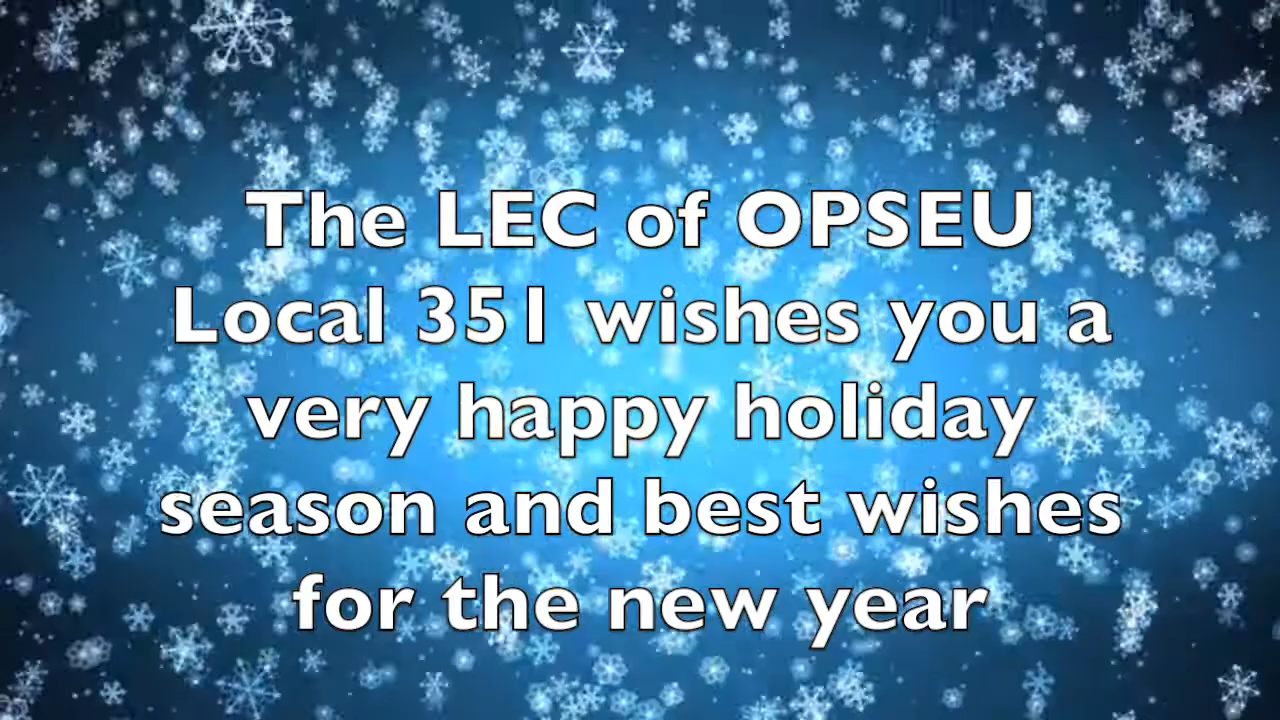 The LEC of OPSEU
Local 351 wishes you a
very happy holiday
season and best wishes
for the new year